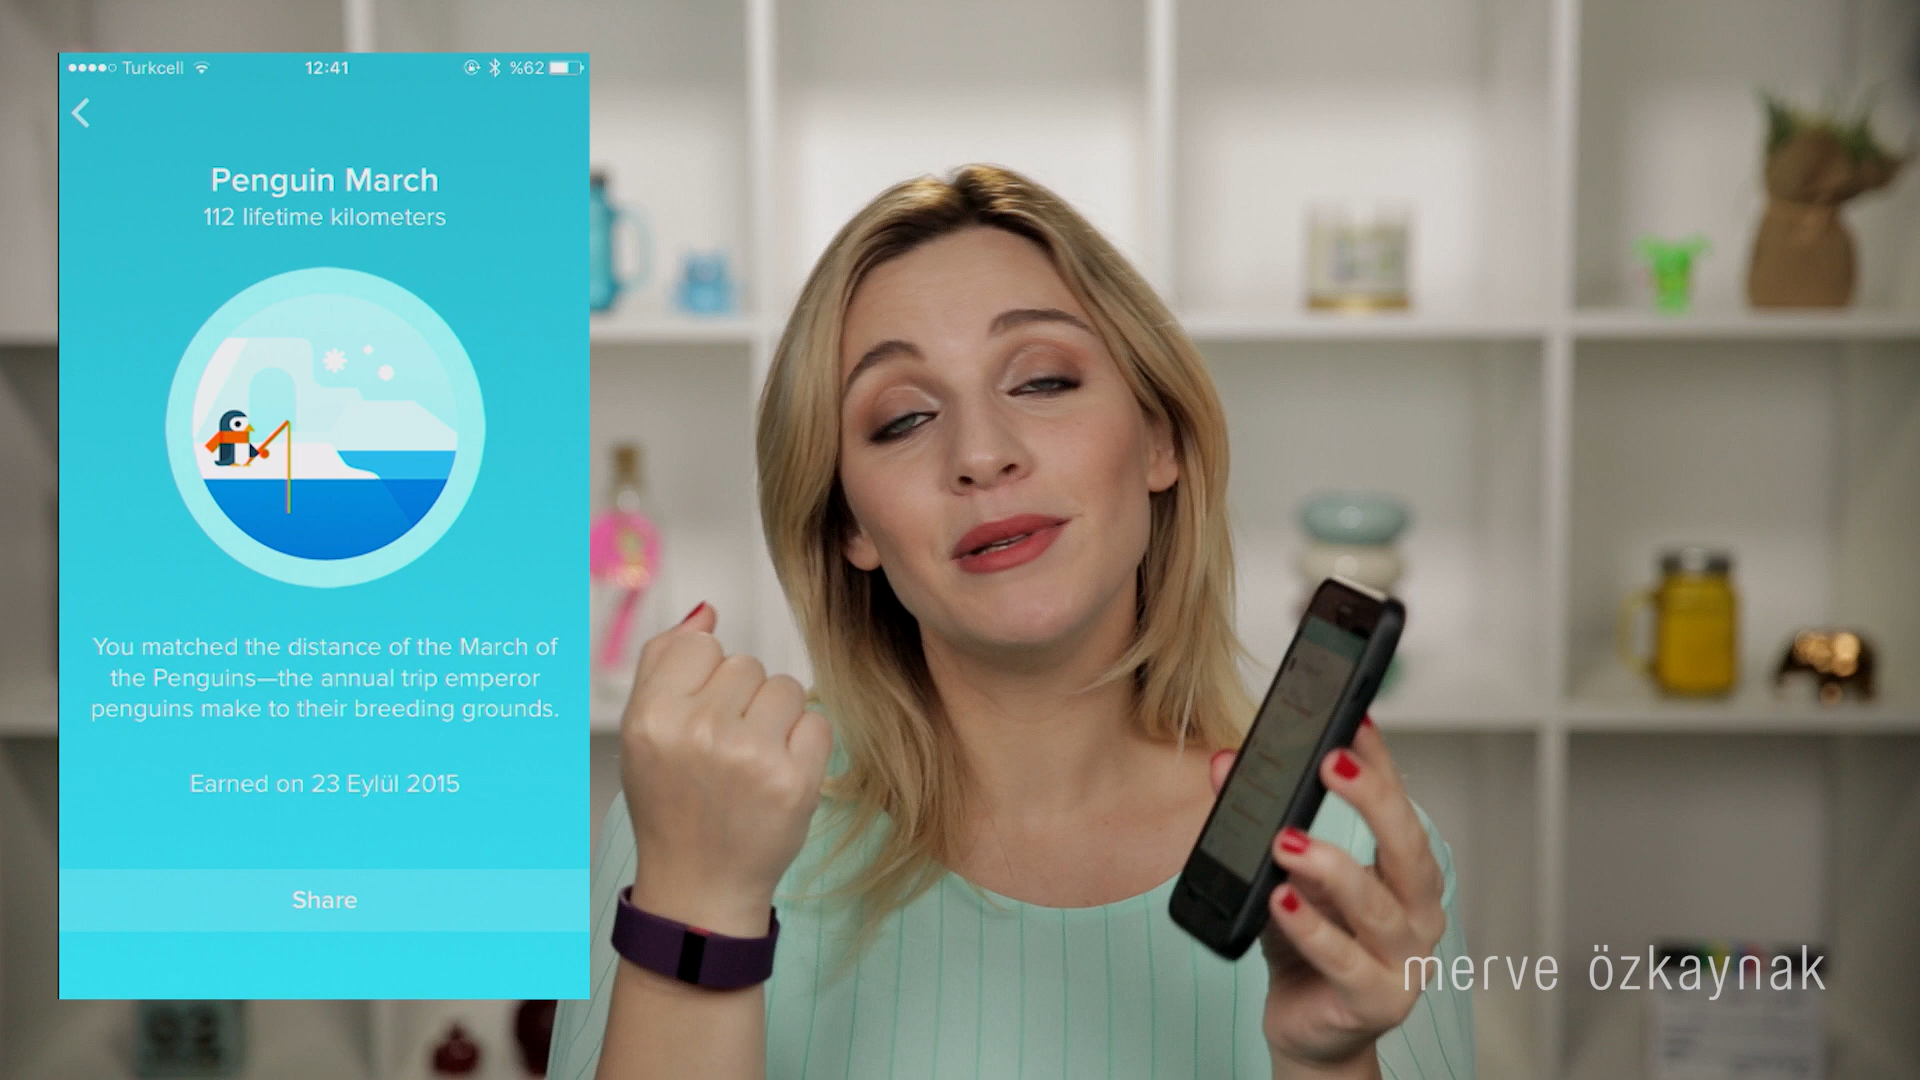 Turkcell 12:41 %62
Penguin March
112 lifetime kilometers
You matched the distance of the March of
the Penguins—the annual trip emperor
penguins make to their breeding grounds.
Earned on 23 Eylül 2015
Share
merve özkaynak